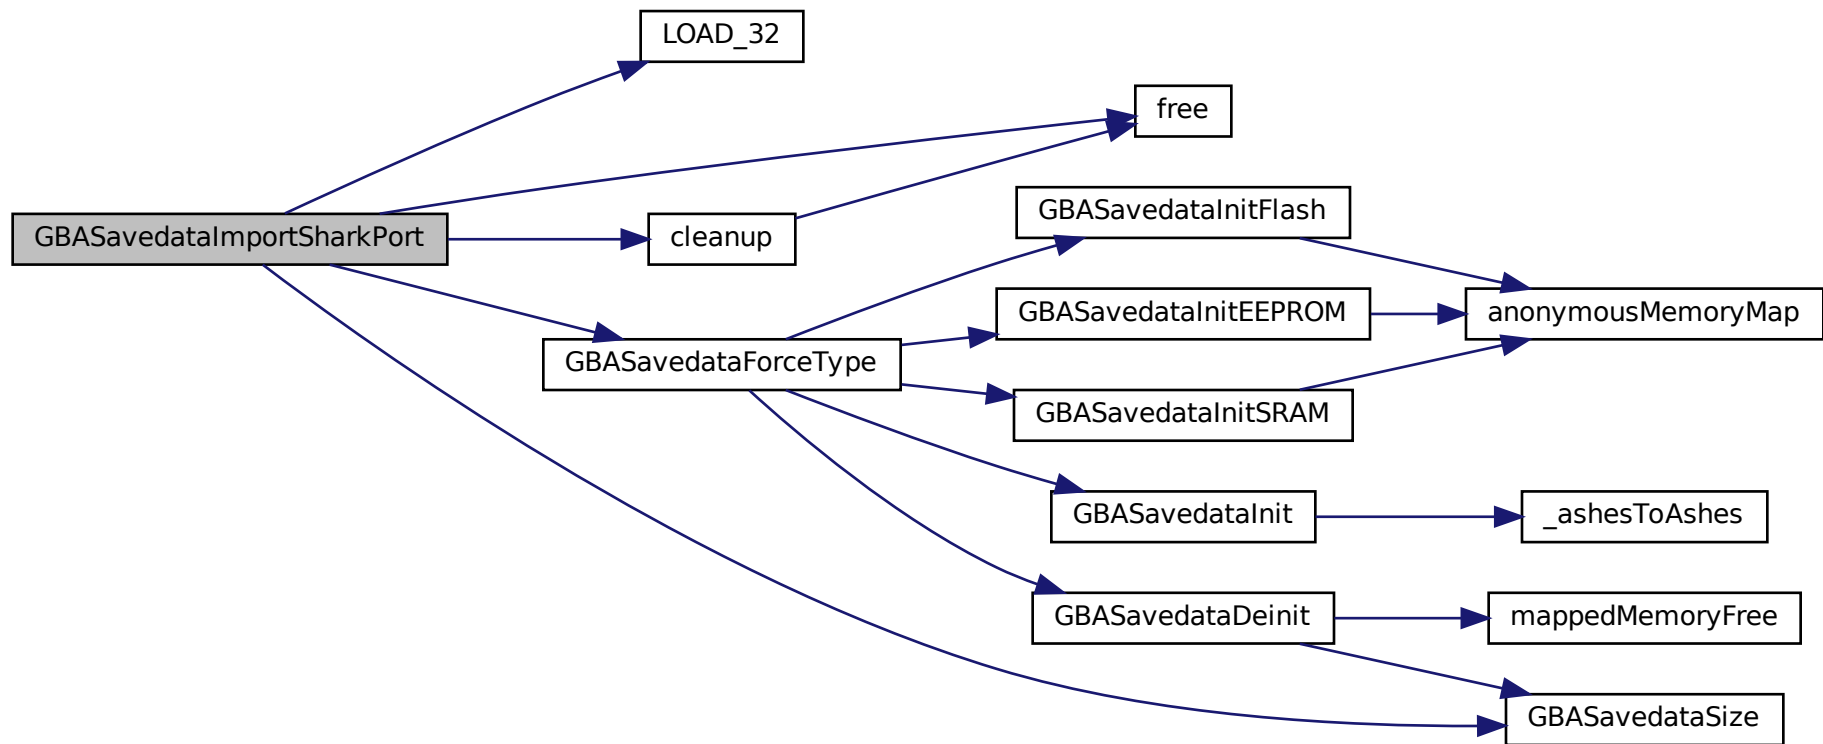 LOAD_32
free
GBASavedataInitFlash
GBASavedataImportSharkPort
cleanup
GBASavedataInitEEPROM
anonymousMemoryMap
GBASavedataForceType
GBASavedataInitSRAM
GBASavedataInit
_ashesToAshes
GBASavedataDeinit
mappedMemoryFree
GBASavedataSize